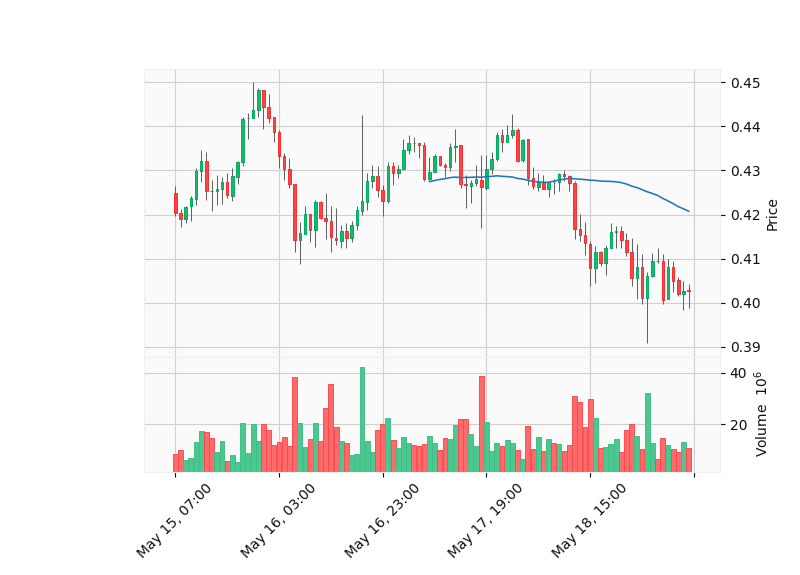 0.45
0.44
0.43
0.42
0.41
0.40
0.39
Price
40
20
Volume 10^6
May 15, 07:00
May 16, 03:00
May 16, 23:00
May 17, 19:00
May 18, 15:00